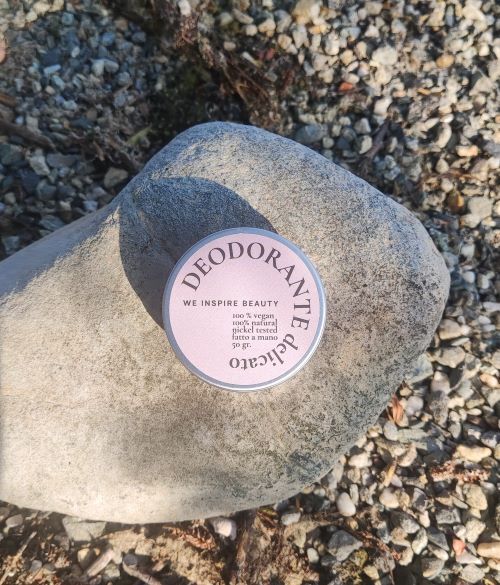 DEODORANTE delicato
WE INSPIRE BEAUTY
100 % vegan
100% natural
nickel tested
fatto a mano
50 gr.